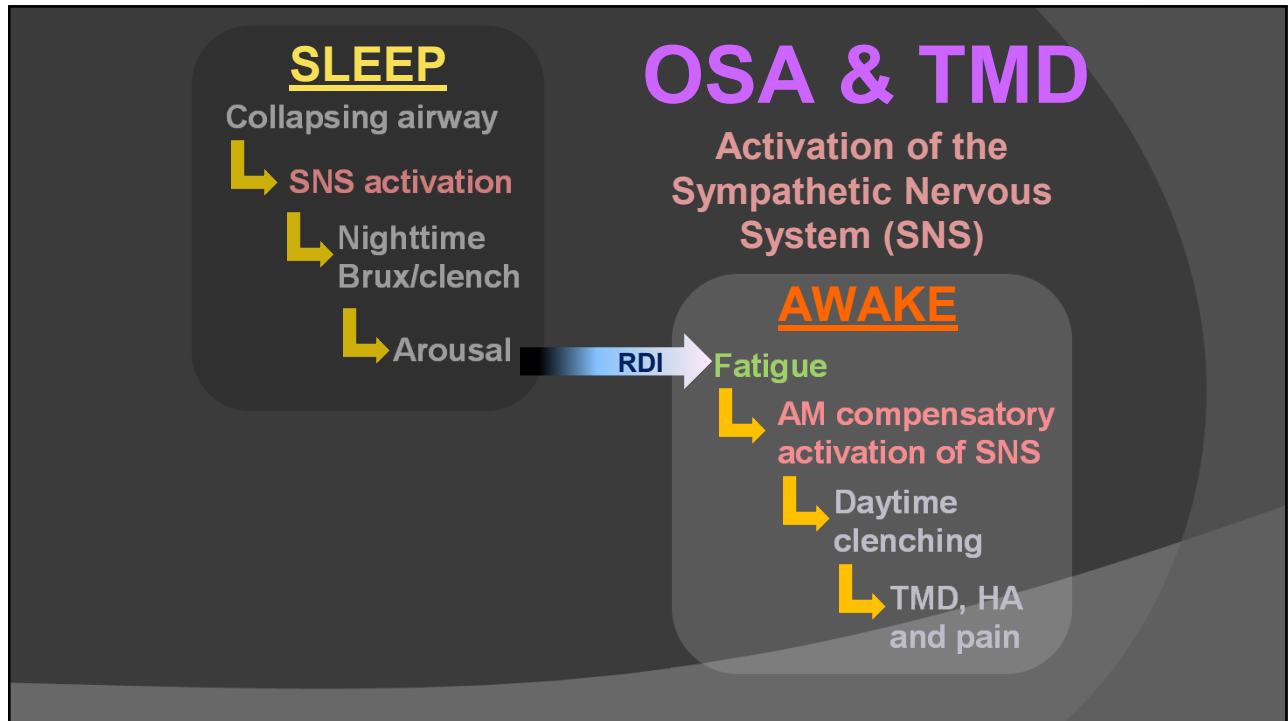 SLEEP
Collapsing airway
SNS activation
Nighttime
Brux/clench
Arousal
RDI
OSA & TMD
Activation of the
Sympathetic Nervous
System (SNS)
AWAKE
Fatigue
AM compensatory
activation of SNS
Daytime
clenching
TMD, HA
and pain